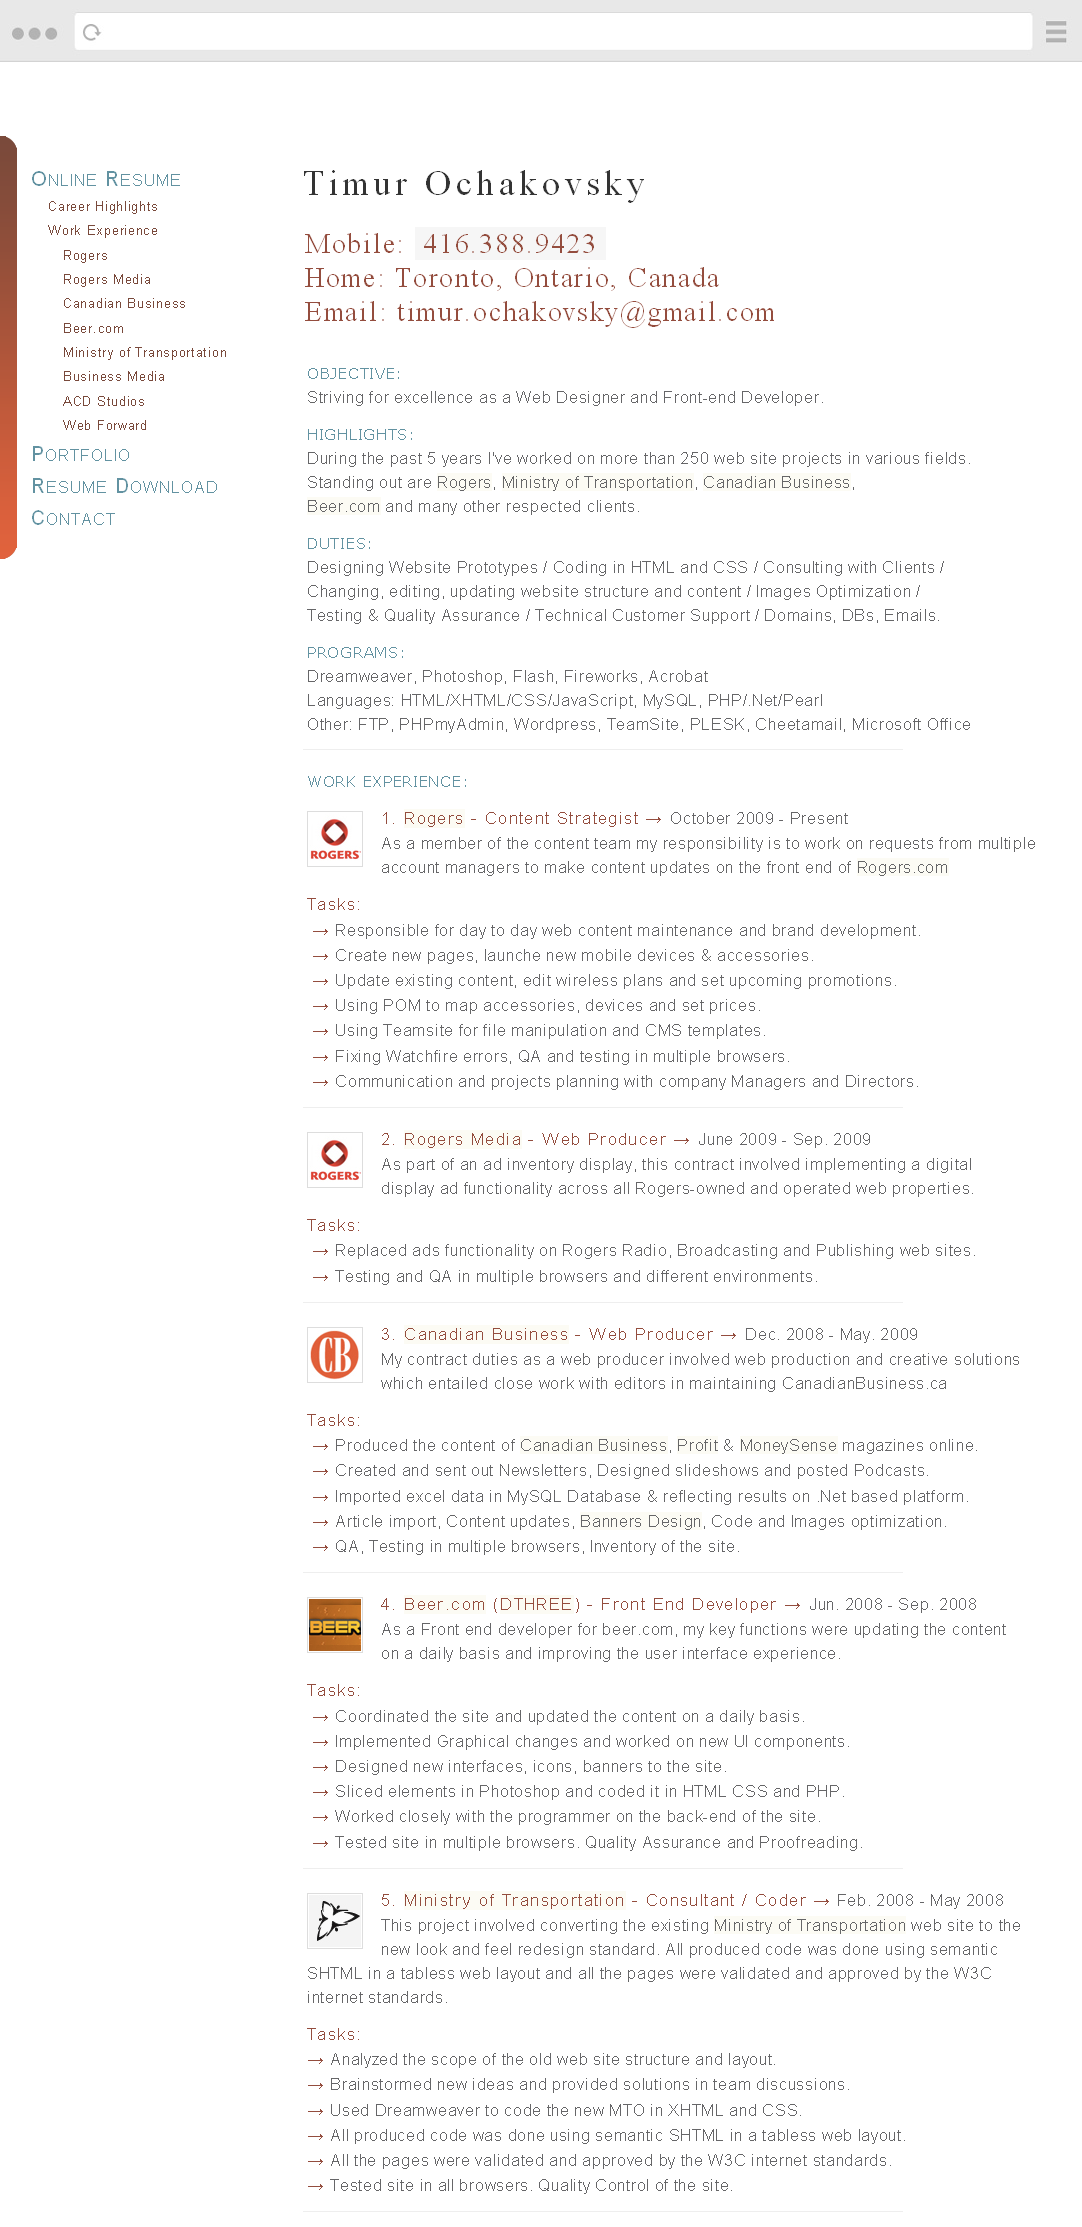 Online Resume
Career Highlights
Work Experience
Rogers
Rogers Media
Canadian Business
Beer.com
Ministry of Transportation
Business Media
ACD Studios
Web Forward
Portfolio
Resume Download
Contact
Timur Ochakovsky
Mobile: 416.388.9423
Home: Toronto, Ontario, Canada
Email: timur.ochakovsky@gmail.com
OBJECTIVE:
Striving for excellence as a Web Designer and Front-end Developer.
HIGHLIGHTS:
During the past 5 years I've worked on more than 250 web site projects in various fields.
Standing out are Rogers, Ministry of Transportation, Canadian Business,
Beer.com and many other respected clients.
DUTIES:
Designing Website Prototypes / Coding in HTML and CSS / Consulting with Clients /
Changing, editing, updating website structure and content / Images Optimization /
Testing & Quality Assurance / Technical Customer Support / Domains, DBs, Emails.
PROGRAMS:
Dreamweaver, Photoshop, Flash, Fireworks, Acrobat
Languages: HTML/XHTML/CSS/JavaScript, MySQL, PHP/.Net/Pearl
Other: FTP, PHPmyAdmin, Wordpress, TeamSite, PLESK, Cheetamail, Microsoft Office
WORK EXPERIENCE:
ROGERS
1. Rogers - Content Strategist → October 2009 - Present
As a member of the content team my responsibility is to work on requests from multiple
account managers to make content updates on the front end of Rogers.com
Tasks:
→ Responsible for day to day web content maintenance and brand development.
→ Create new pages, launche new mobile devices & accessories.
→ Update existing content, edit wireless plans and set upcoming promotions.
→ Using POM to map accessories, devices and set prices.
→ Using Teamsite for file manipulation and CMS templates.
→ Fixing Watchfire errors, QA and testing in multiple browsers.
→ Communication and projects planning with company Managers and Directors.
ROGERS
2. Rogers Media - Web Producer → June 2009 - Sep. 2009
As part of an ad inventory display, this contract involved implementing a digital
display ad functionality across all Rogers-owned and operated web properties.
Tasks:
→ Replaced ads functionality on Rogers Radio, Broadcasting and Publishing web sites.
→ Testing and QA in multiple browsers and different environments.
CB
3. Canadian Business - Web Producer → Dec. 2008 - May. 2009
My contract duties as a web producer involved web production and creative solutions
which entailed close work with editors in maintaining CanadianBusiness.ca
Tasks:
→ Produced the content of Canadian Business, Profit & MoneySense magazines online.
→ Created and sent out Newsletters, Designed slideshows and posted Podcasts.
→ Imported excel data in MySQL Database & reflecting results on .Net based platform.
→ Article import, Content updates, Banners Design, Code and Images optimization.
→ QA, Testing in multiple browsers, Inventory of the site.
BEER
4. Beer.com (DTHREE) - Front End Developer → Jun. 2008 - Sep. 2008
As a Front end developer for beer.com, my key functions were updating the content
on a daily basis and improving the user interface experience.
Tasks:
→ Coordinated the site and updated the content on a daily basis.
→ Implemented Graphical changes and worked on new UI components.
→ Designed new interfaces, icons, banners to the site.
→ Sliced elements in Photoshop and coded it in HTML CSS and PHP.
→ Worked closely with the programmer on the back-end of the site.
→ Tested site in multiple browsers. Quality Assurance and Proofreading.
5. Ministry of Transportation - Consultant / Coder → Feb. 2008 - May 2008
This project involved converting the existing Ministry of Transportation web site to the
new look and feel redesign standard. All produced code was done using semantic
SHTML in a tabless web layout and all the pages were validated and approved by the W3C
internet standards.
Tasks:
→ Analyzed the scope of the old web site structure and layout.
→ Brainstormed new ideas and provided solutions in team discussions.
→ Used Dreamweaver to code the new MTO in XHTML and CSS.
→ All produced code was done using semantic SHTML in a tabless web layout.
→ All the pages were validated and approved by the W3C internet standards.
→ Tested site in all browsers. Quality Control of the site.